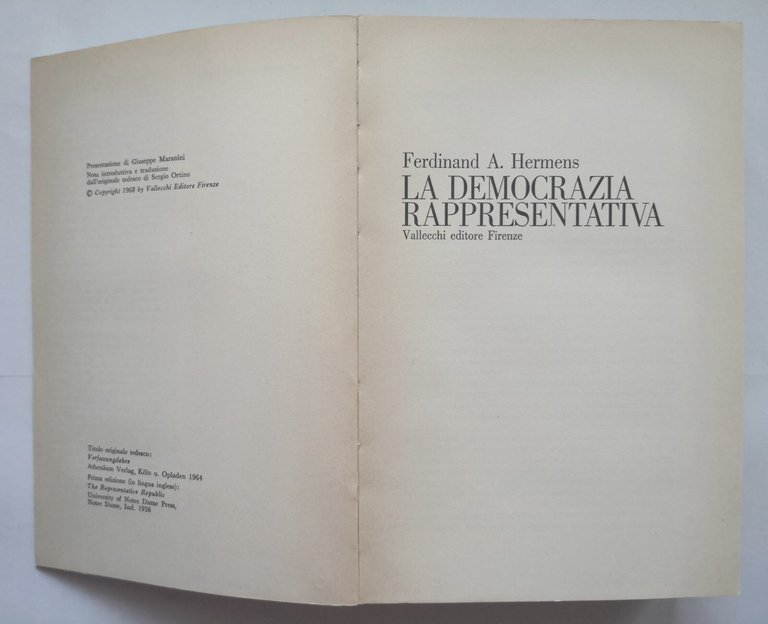 Presentazione di Giuseppe Maranini
Nota introduttiva e traduzione
dall'originale tedesco di Sergio Ortino
© Copyright 1968 by Vallecchi Editore Firenze
Titolo originale tedesco:
Verfassungslehre
Athenäum Verlag, Köln u. Opladen 1964
Prima edizione (in lingua inglese):
The Representative Republic
University of Notre Dame Press,
Notre Dame, Ind. 1958
Ferdinand A. Hermens
LA DEMOCRAZIA
RAPPRESENTATIVA
Vallecchi editore Firenze